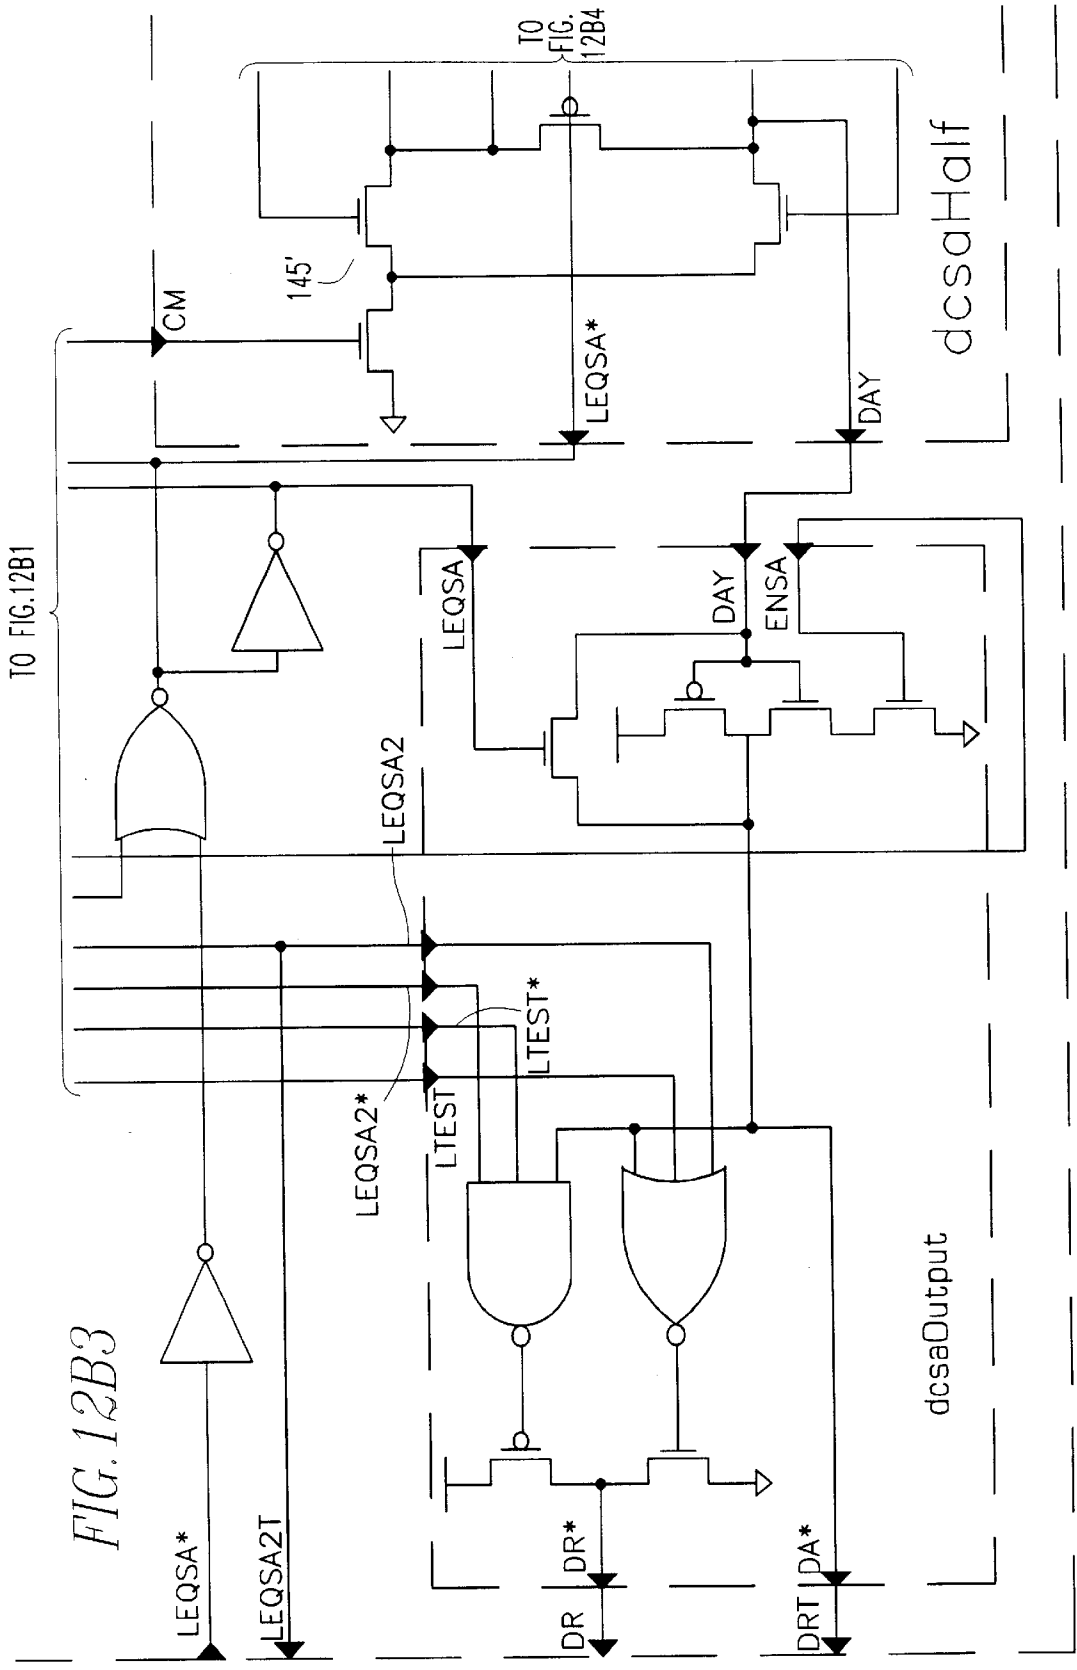 TO FIG.12B1
TO
FIG.
12B4
CM
145'
LEQSA*
DAY
dcsaHalf
LEQSA
DAY
ENSA
LEQSA2
LEQSA2*
LTEST*
LTEST
FIG.12B3
LEQSA*
LEQSA2T
DR*
DR
DA*
DRT
dcsaOutput